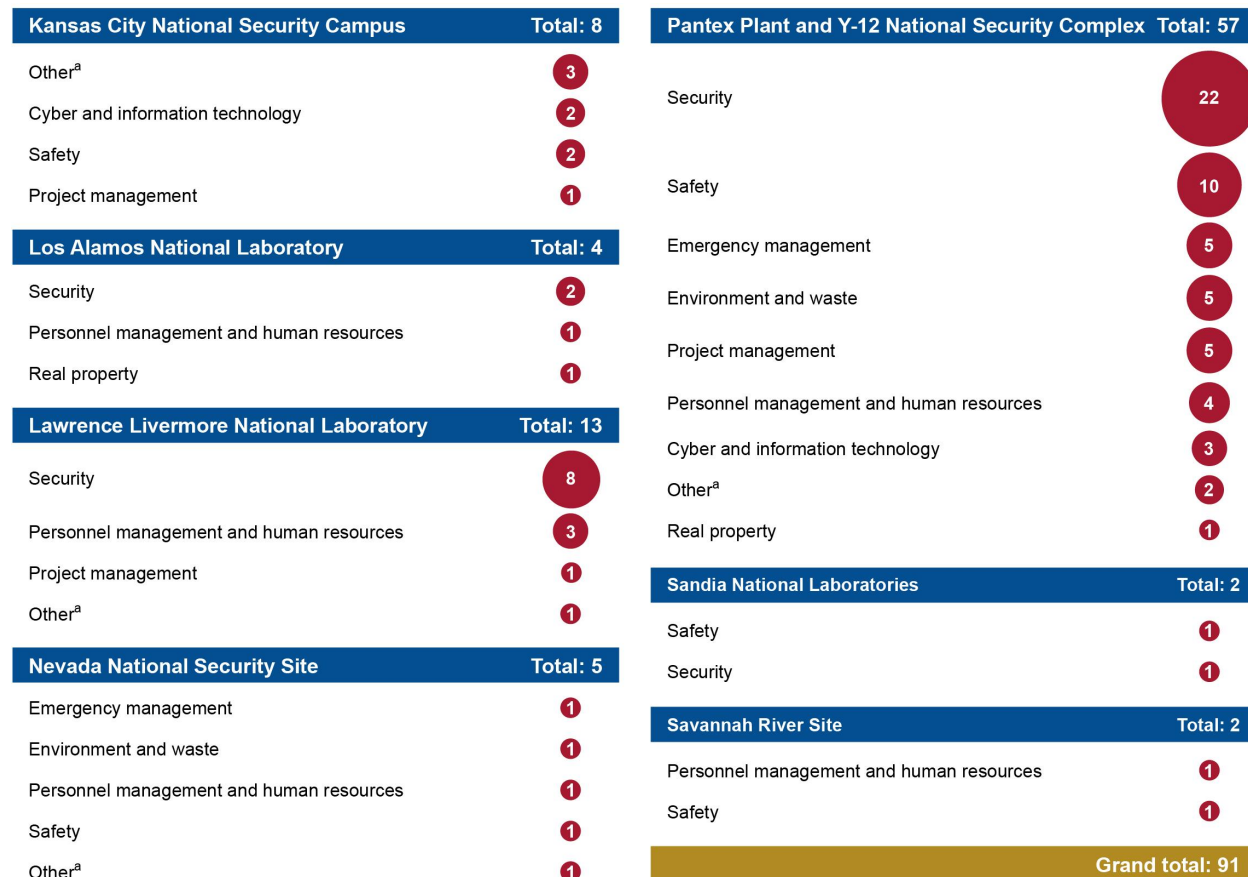 Kansas City National Security Campus Total: 8
Otherᵃ 3
Cyber and information technology 2
Safety 2
Project management 1
Los Alamos National Laboratory Total: 4
Security 2
Personnel management and human resources 1
Real property 1
Lawrence Livermore National Laboratory Total: 13
Security 8
Personnel management and human resources 3
Project management 1
Otherᵃ 1
Nevada National Security Site Total: 5
Emergency management 1
Environment and waste 1
Personnel management and human resources 1
Safety 1
Otherᵃ 1
Pantex Plant and Y-12 National Security Complex Total: 57
Security 22
Safety 10
Emergency management 5
Environment and waste 5
Project management 5
Personnel management and human resources 4
Cyber and information technology 3
Otherᵃ 2
Real property 1
Sandia National Laboratories Total: 2
Safety 1
Security 1
Savannah River Site Total: 2
Personnel management and human resources 1
Safety 1
Grand total: 91